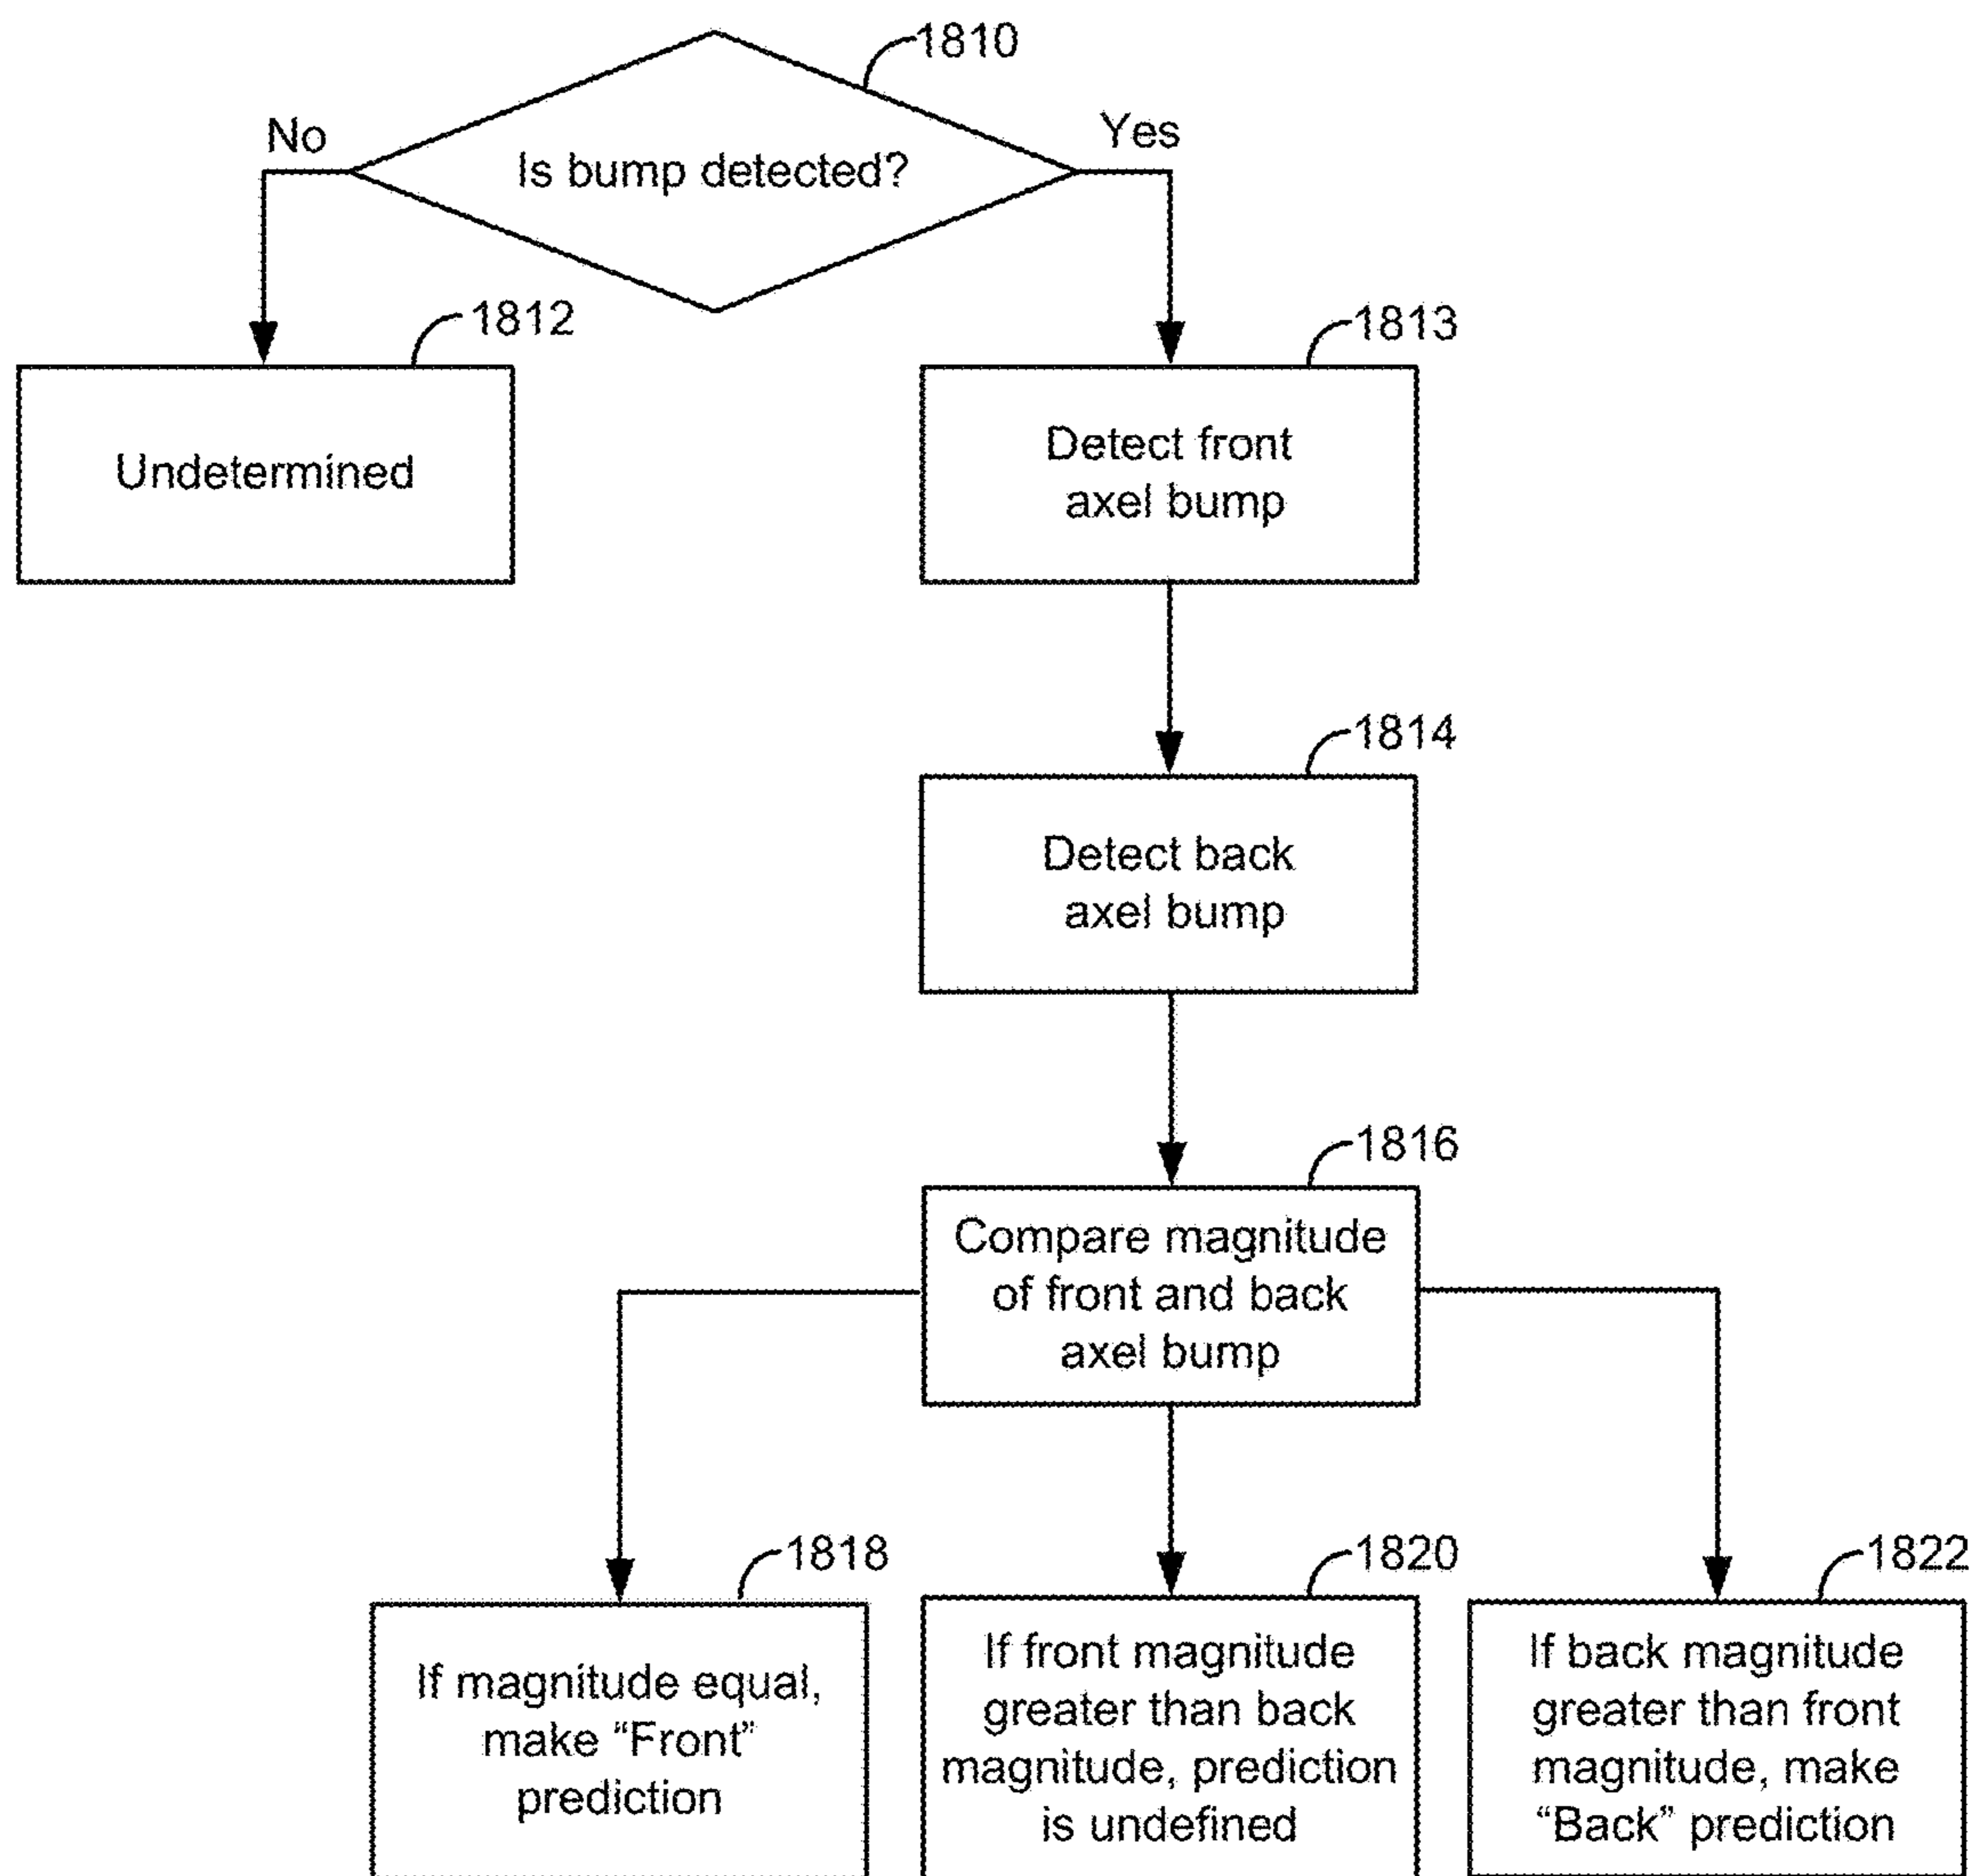 1810
No
Yes
Is bump detected?
1812
1813
Undetermined
Detect front
axel bump
1814
Detect back
axel bump
1816
Compare magnitude
of front and back
axel bump
1818
1820
1822
If magnitude equal,
make “Front”
prediction
If front magnitude
greater than back
magnitude, prediction
is undefined
If back magnitude
greater than front
magnitude, make
“Back” prediction